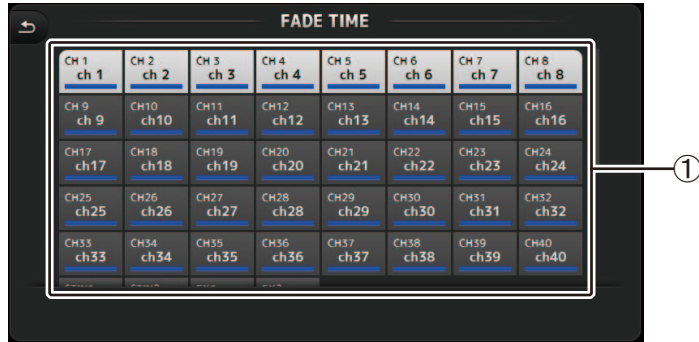 FADE TIME
CH 1 CH 2 CH 3 CH 4 CH 5 CH 6 CH 7 CH 8
ch 1 ch 2 ch 3 ch 4 ch 5 ch 6 ch 7 ch 8
CH 9 CH10 CH11 CH12 CH13 CH14 CH15 CH16
ch 9 ch10 ch11 ch12 ch13 ch14 ch15 ch16
①
CH17 CH18 CH19 CH20 CH21 CH22 CH23 CH24
ch17 ch18 ch19 ch20 ch21 ch22 ch23 ch24
CH25 CH26 CH27 CH28 CH29 CH30 CH31 CH32
ch25 ch26 ch27 ch28 ch29 ch30 ch31 ch32
CH33 CH34 CH35 CH36 CH37 CH38 CH39 CH40
ch33 ch34 ch35 ch36 ch37 ch38 ch39 ch40